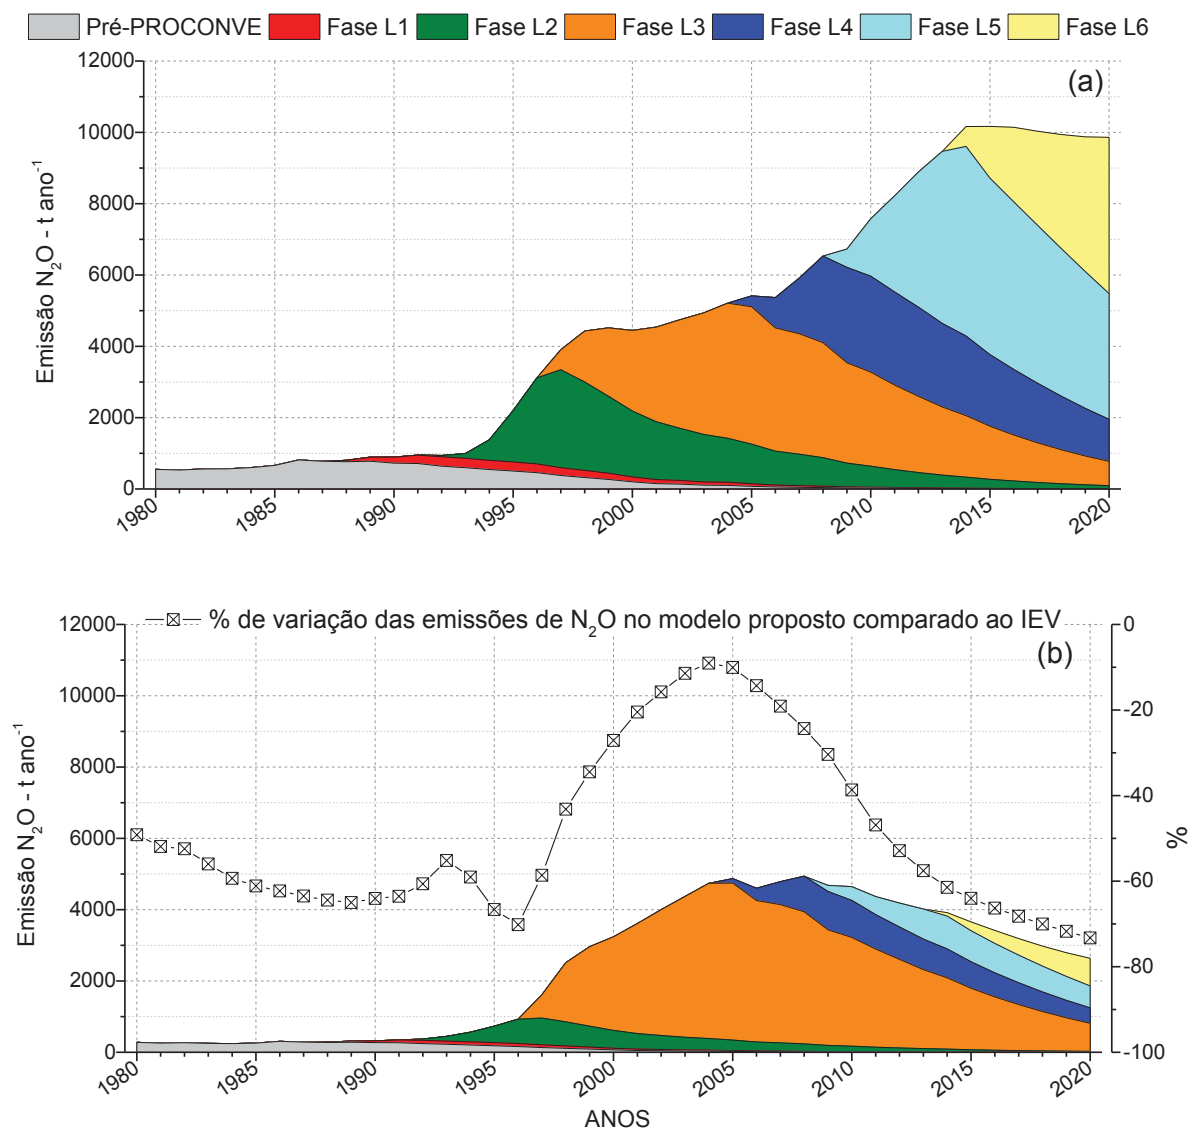 Pré-PROCONVE Fase L1 Fase L2 Fase L3 Fase L4 Fase L5 Fase L6
12000
(a)
10000
8000
6000
4000
2000
0
Emissão N₂O - t ano⁻¹
1980 1985 1990 1995 2000 2005 2010 2015 2020
% de variação das emissões de N₂O no modelo proposto comparado ao IEV
12000 0
(b)
10000
-20
8000
-40
6000
-60
4000
-80
2000
0 -100
Emissão N₂O - t ano⁻¹
%
1980 1985 1990 1995 2000 2005 2010 2015 2020
ANOS